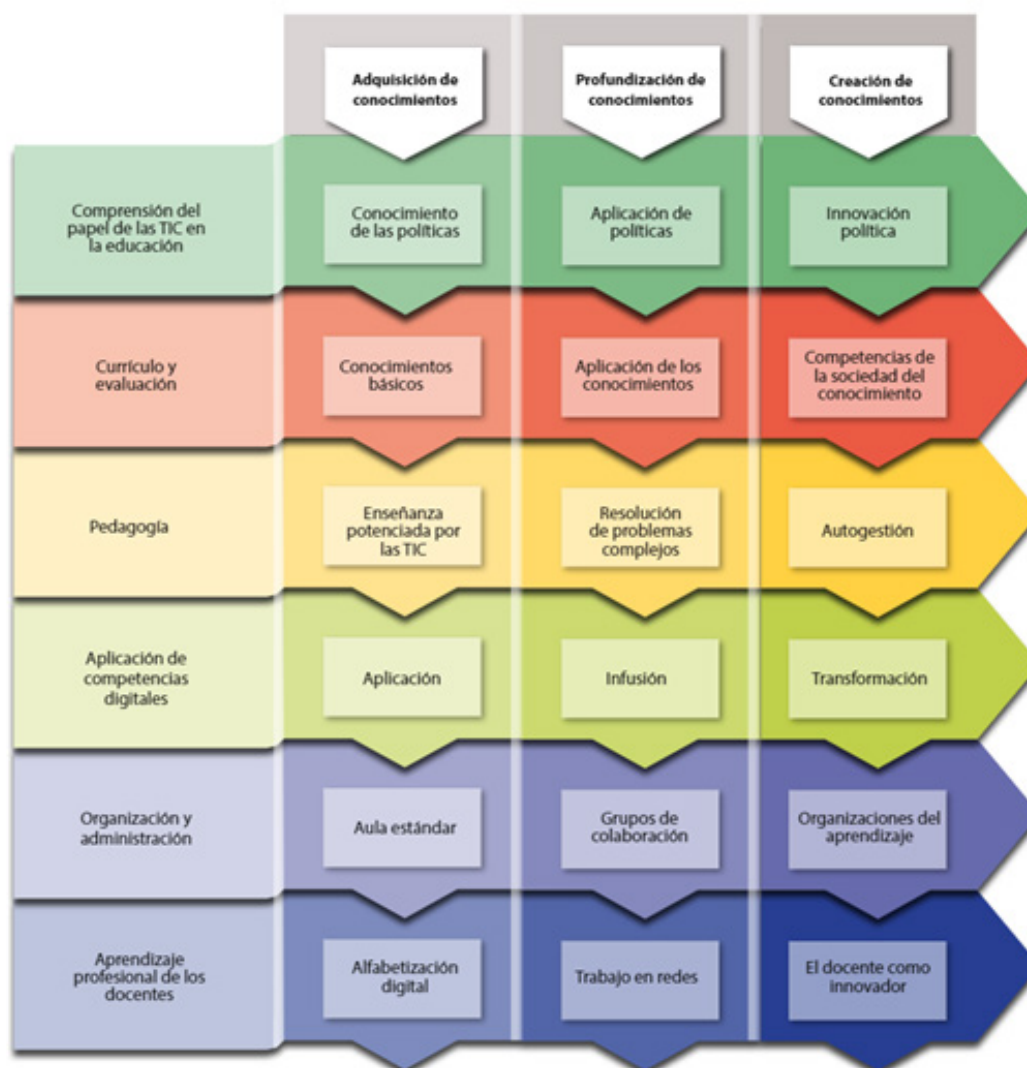 Adquisición de
conocimientos
Profundización de
conocimientos
Creación de
conocimientos
Comprensión del
papel de las TIC en
la educación
Conocimiento
de las políticas
Aplicación de
políticas
Innovación
política
Currículo y
evaluación
Conocimientos
básicos
Aplicación de los
conocimientos
Competencias de
la sociedad del
conocimiento
Pedagogía
Enseñanza
potenciada por
las TIC
Resolución
de problemas
complejos
Autogestión
Aplicación de
competencias
digitales
Aplicación
Infusión
Transformación
Organización y
administración
Aula estándar
Grupos de
colaboración
Organizaciones del
aprendizaje
Aprendizaje
profesional de los
docentes
Alfabetización
digital
Trabajo en redes
El docente como
innovador